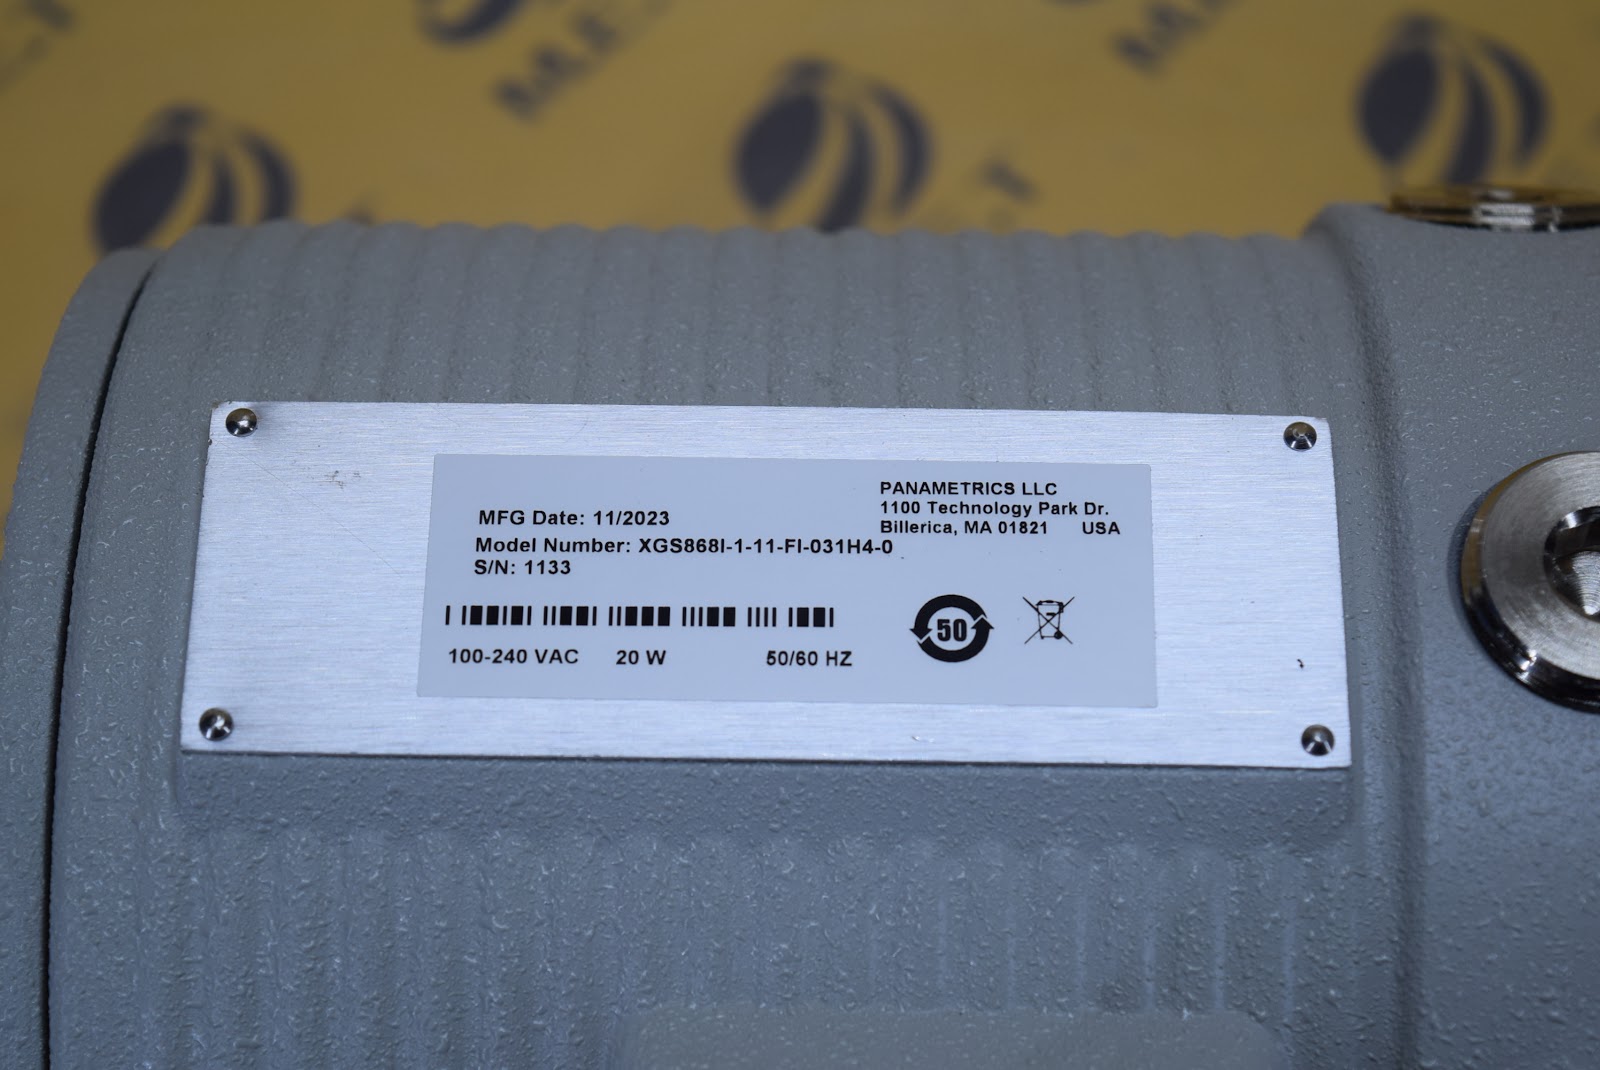 PANAMETRICS LLC
1100 Technology Park Dr.
Billerica, MA 01821 USA
MFG Date: 11/2023
Model Number: XGS868I-1-11-FI-031H4-0
S/N: 1133
50
100-240 VAC 20 W 50/60 HZ